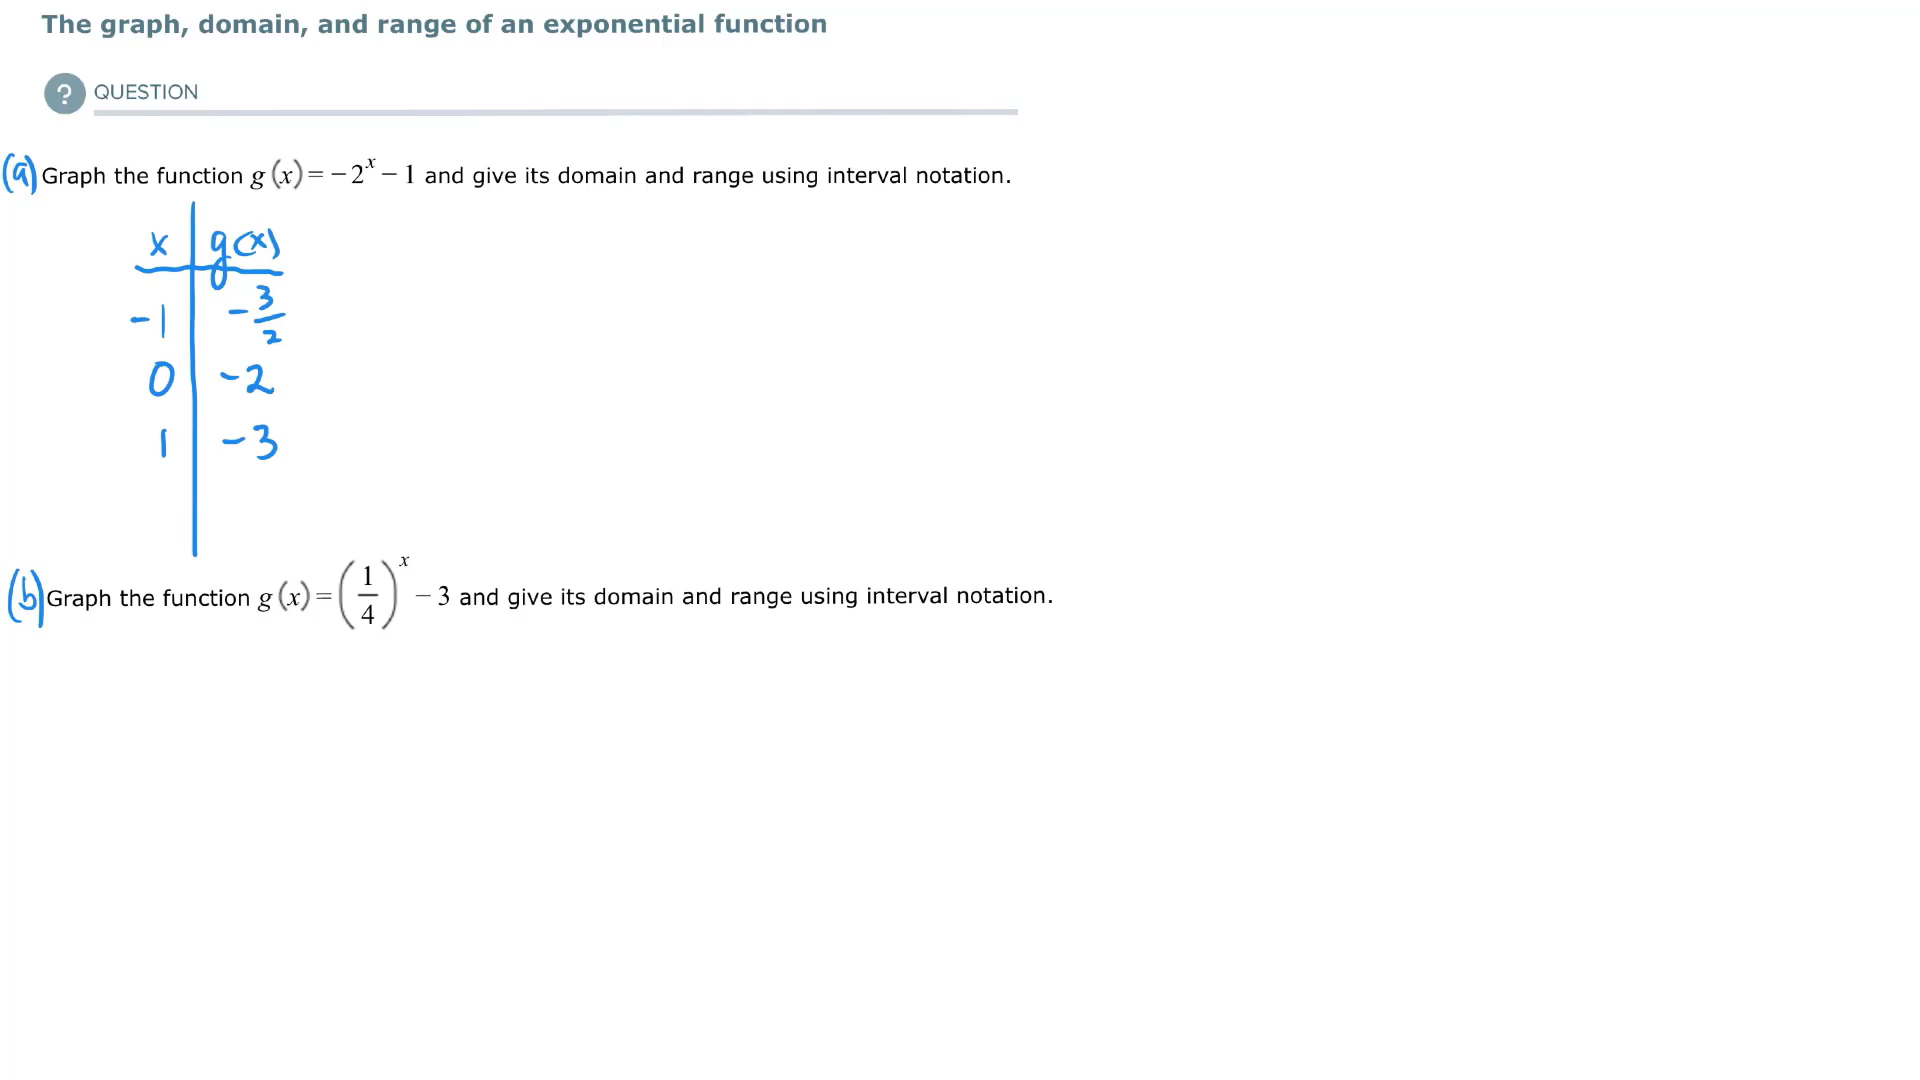 The graph, domain, and range of an exponential function
? QUESTION
(a) Graph the function g(x)=−2^x−1 and give its domain and range using interval notation.
x g(x)
-1 -3/2
0 -2
1 -3
(b) Graph the function g(x)=(1/4)^x−3 and give its domain and range using interval notation.